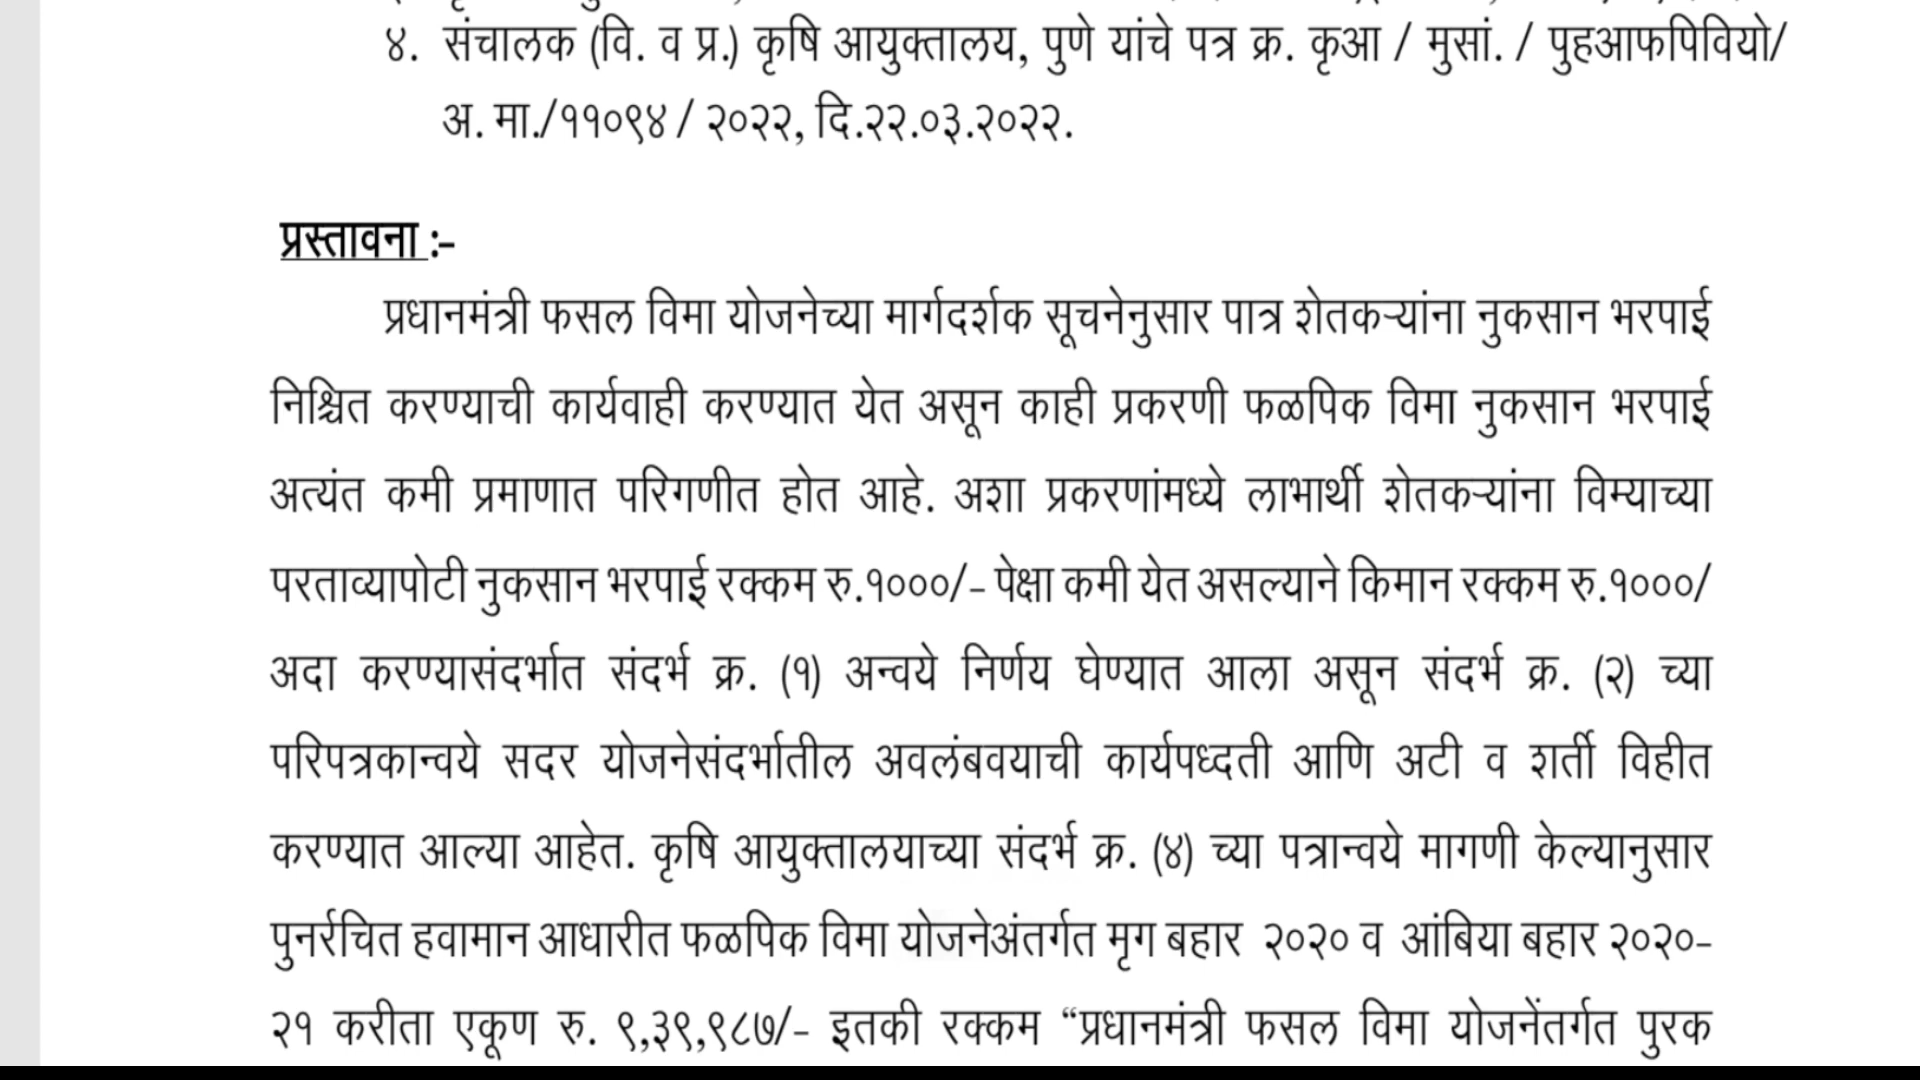 ४. संचालक (वि. व प्र.) कृषि आयुक्तालय, पुणे यांचे पत्र क्र. कृआ / मुसां. / पुहआफपिवियो/
अ. मा./११०९४ / २०२२, दि.२२.०३.२०२२.
प्रस्तावना :-
प्रधानमंत्री फसल विमा योजनेच्या मार्गदर्शक सूचनेनुसार पात्र शेतकऱ्यांना नुकसान भरपाई
निश्चित करण्याची कार्यवाही करण्यात येत असून काही प्रकरणी फळपिक विमा नुकसान भरपाई
अत्यंत कमी प्रमाणात परिगणीत होत आहे. अशा प्रकरणांमध्ये लाभार्थी शेतकऱ्यांना विम्याच्या
परताव्यापोटी नुकसान भरपाई रक्कम रु.१०००/- पेक्षा कमी येत असल्याने किमान रक्कम रु.१०००/
अदा करण्यासंदर्भात संदर्भ क्र. (१) अन्वये निर्णय घेण्यात आला असून संदर्भ क्र. (२) च्या
परिपत्रकान्वये सदर योजनेसंदर्भातील अवलंबवयाची कार्यपध्दती आणि अटी व शर्ती विहीत
करण्यात आल्या आहेत. कृषि आयुक्तालयाच्या संदर्भ क्र. (४) च्या पत्रान्वये मागणी केल्यानुसार
पुनर्रचित हवामान आधारीत फळपिक विमा योजनेअंतर्गत मृग बहार २०२० व आंबिया बहार २०२०-
२१ करीता एकूण रु. ९,३९,९८७/- इतकी रक्कम “प्रधानमंत्री फसल विमा योजनेंतर्गत पुरक